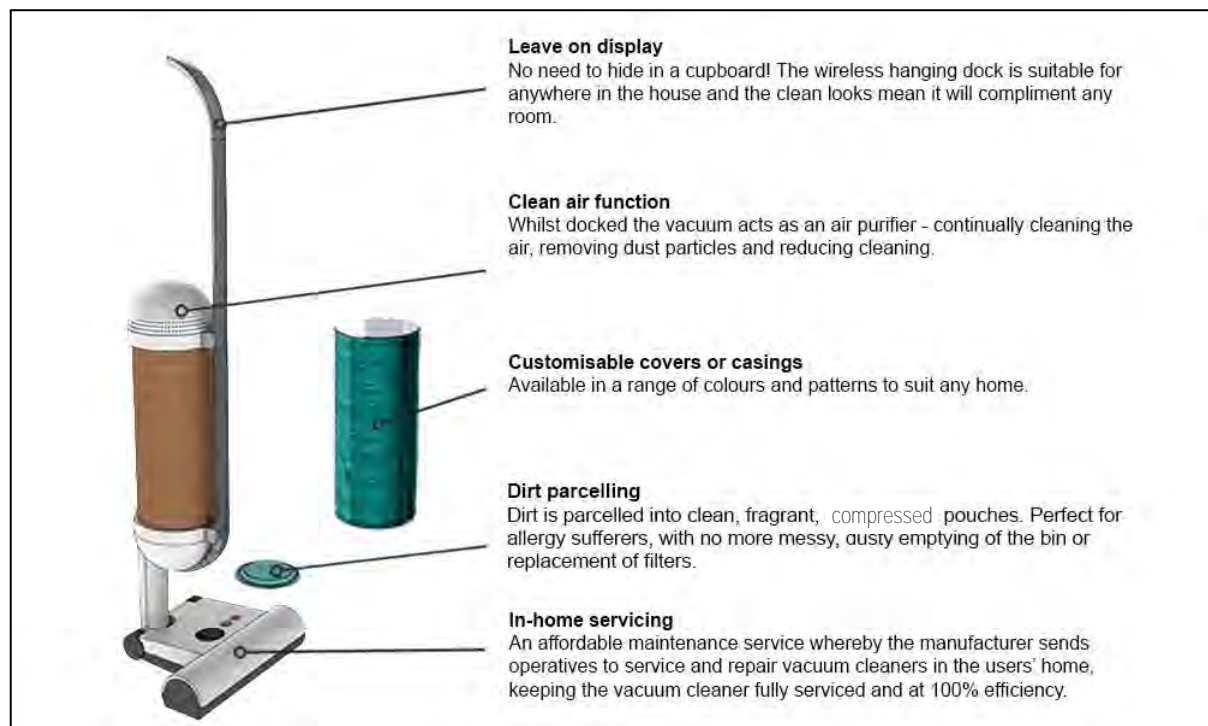 Leave on display
No need to hide in a cupboard! The wireless hanging dock is suitable for
anywhere in the house and the clean looks mean it will compliment any
room.
Clean air function
Whilst docked the vacuum acts as an air purifier - continually cleaning the
air, removing dust particles and reducing cleaning.
Customisable covers or casings
Available in a range of colours and patterns to suit any home.
Dirt parcelling
Dirt is parcelled into clean, fragrant, compressed pouches. Perfect for
allergy sufferers, with no more messy, dusty emptying of the bin or
replacement of filters.
In-home servicing
An affordable maintenance service whereby the manufacturer sends
operatives to service and repair vacuum cleaners in the users' home,
keeping the vacuum cleaner fully serviced and at 100% efficiency.